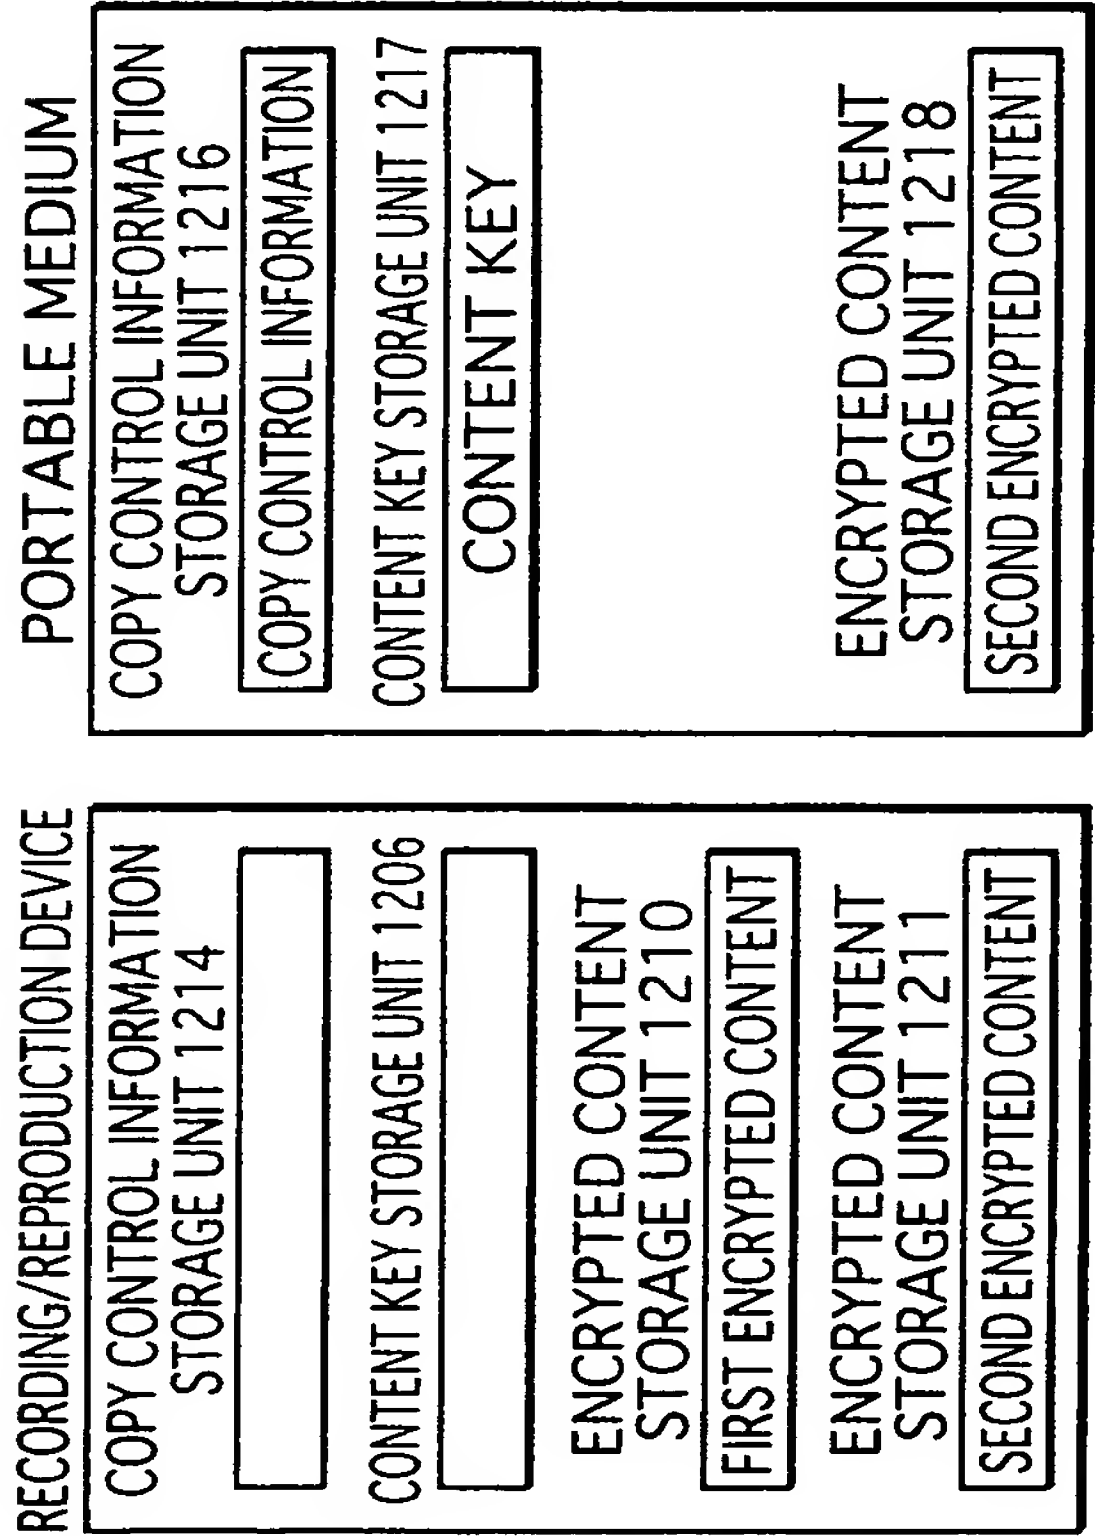 RECORDING/REPRODUCTION DEVICE
COPY CONTROL INFORMATION
STORAGE UNIT 1214
CONTENT KEY STORAGE UNIT 1206
ENCRYPTED CONTENT
STORAGE UNIT 1210
FIRST ENCRYPTED CONTENT
ENCRYPTED CONTENT
STORAGE UNIT 1211
SECOND ENCRYPTED CONTENT
PORTABLE MEDIUM
COPY CONTROL INFORMATION
STORAGE UNIT 1216
COPY CONTROL INFORMATION
CONTENT KEY STORAGE UNIT 1217
CONTENT KEY
ENCRYPTED CONTENT
STORAGE UNIT 1218
SECOND ENCRYPTED CONTENT